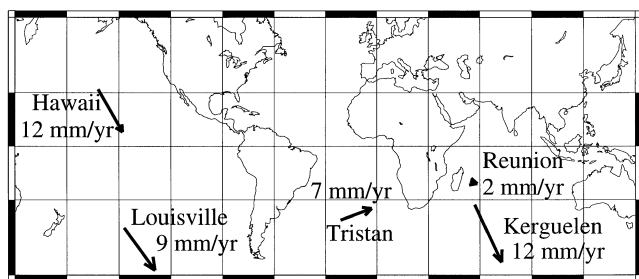 Hawaii
12 mm/yr
Louisville
9 mm/yr
7 mm/yr
Tristan
Reunion
2 mm/yr
Kerguelen
12 mm/yr